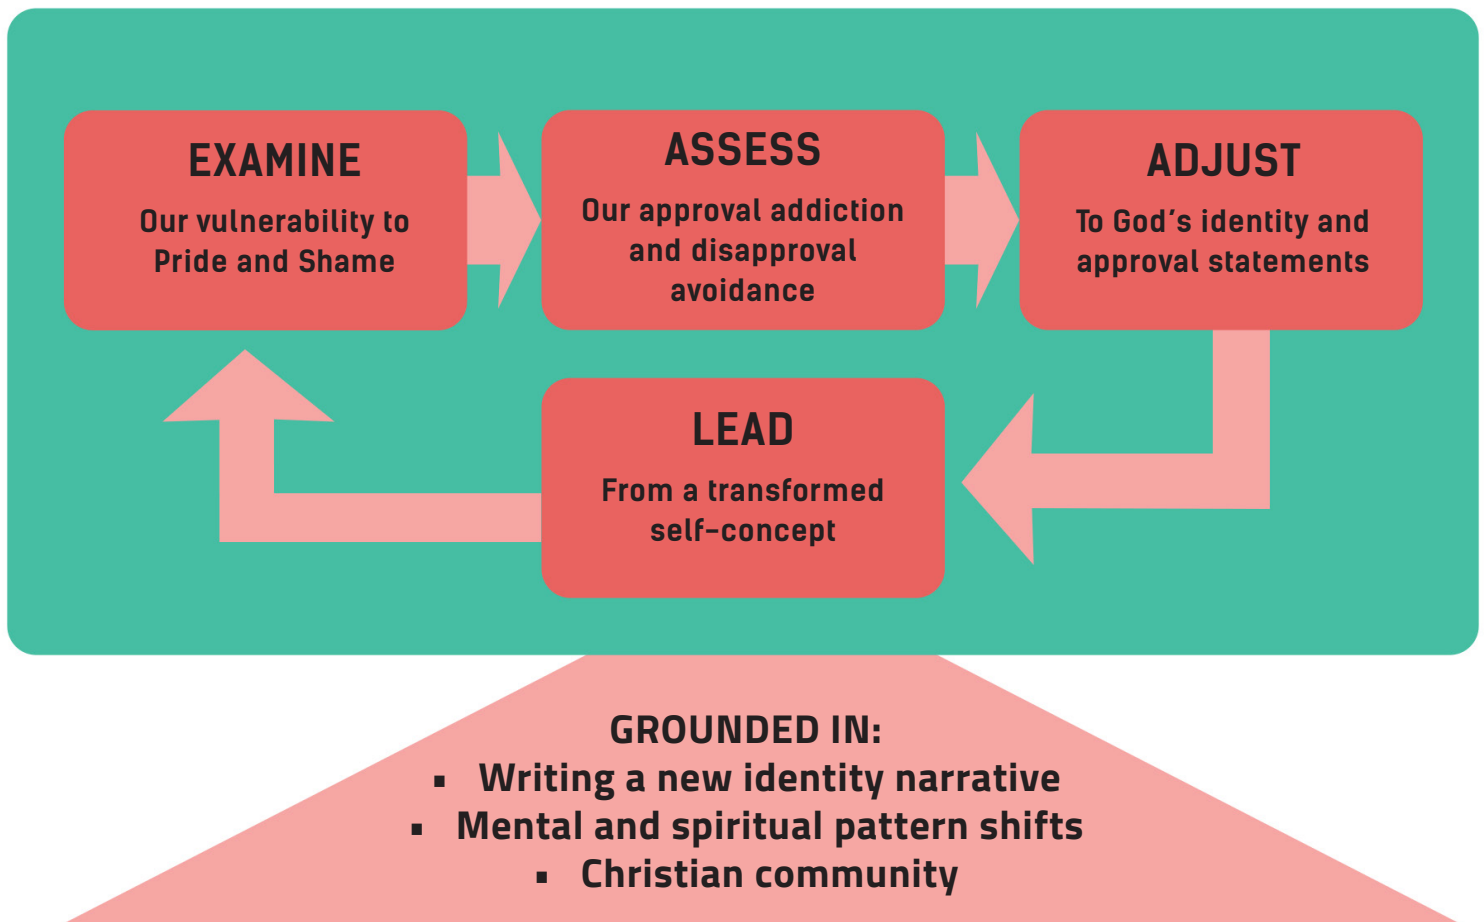 EXAMINE
Our vulnerability to
Pride and Shame
ASSESS
Our approval addiction
and disapproval
avoidance
ADJUST
To God's identity and
approval statements
LEAD
From a transformed
self-concept
GROUNDED IN:
▪ Writing a new identity narrative
▪ Mental and spiritual pattern shifts
▪ Christian community